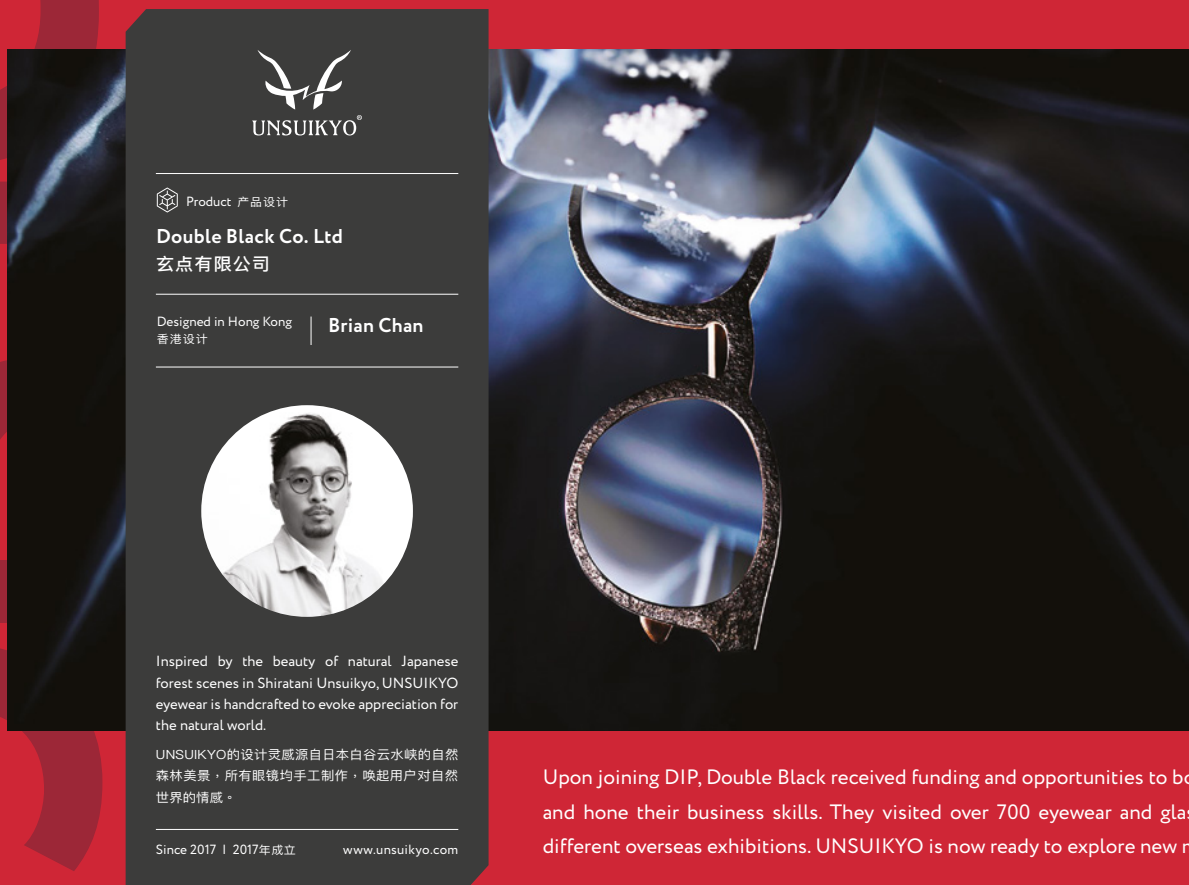 UNSUIKYO®
Product 产品设计
Double Black Co. Ltd
玄点有限公司
Designed in Hong Kong
香港设计
Brian Chan
Inspired by the beauty of natural Japanese
forest scenes in Shiratani Unsuikyo, UNSUIKYO
eyewear is handcrafted to evoke appreciation for
the natural world.
UNSUIKYO的设计灵感源自日本白谷云水峡的自然
森林美景，所有眼镜均手工制作，唤起用户对自然
世界的情感。
Since 2017 | 2017年成立 www.unsuikyo.com
Upon joining DIP, Double Black received funding and opportunities to
and hone their business skills. They visited over 700 eyewear and
different overseas exhibitions. UNSUIKYO is now ready to explore new